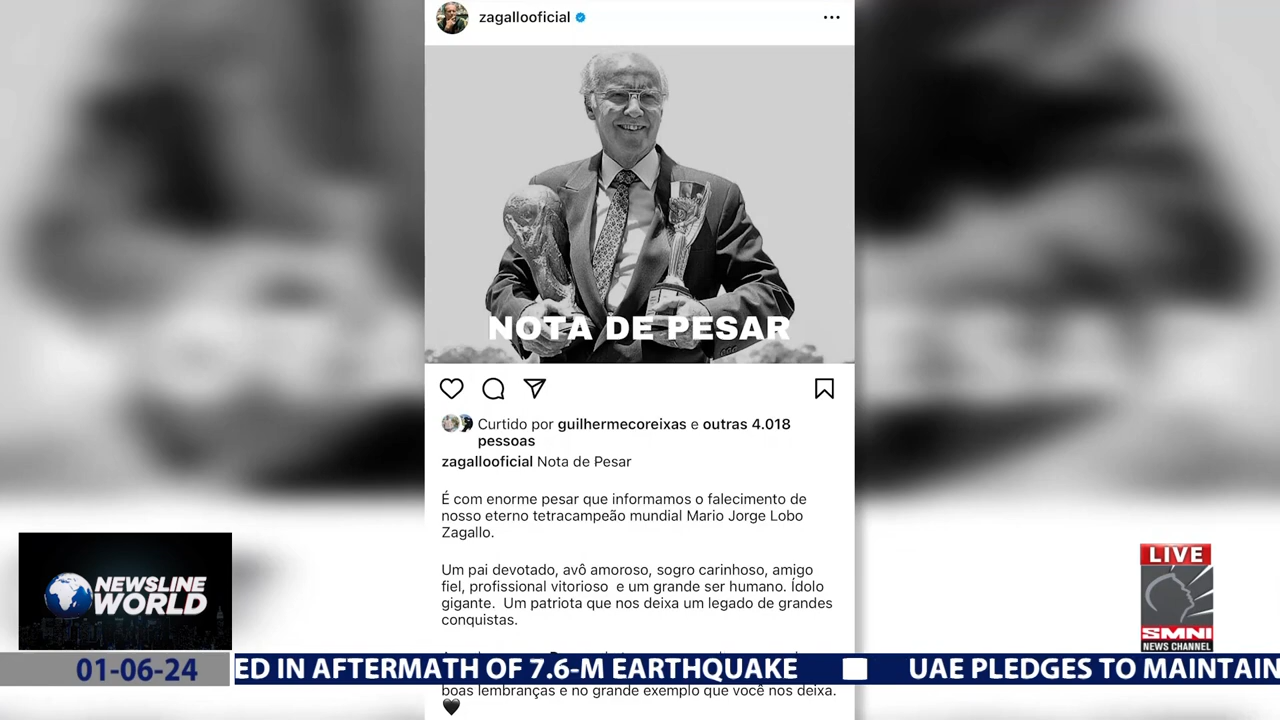 zagallooficial
NOTA DE PESAR
Curtido por guilhermecoreixas e outras 4.018
pessoas
zagallooficial Nota de Pesar
É com enorme pesar que informamos o falecimento de
nosso eterno tetracampeão mundial Mario Jorge Lobo
Zagallo.
Um pai devotado, avô amoroso, sogro carinhoso, amigo
fiel, profissional vitorioso e um grande ser humano. Ídolo
gigante. Um patriota que nos deixa um legado de grandes
conquistas.
boas lembranças e no grande exemplo que você nos deixa.
NEWSLINE
WORLD
LIVE
SMNI
NEWS CHANNEL
01-06-24
ED IN AFTERMATH OF 7.6-M EARTHQUAKE
UAE PLEDGES TO MAINTAIN